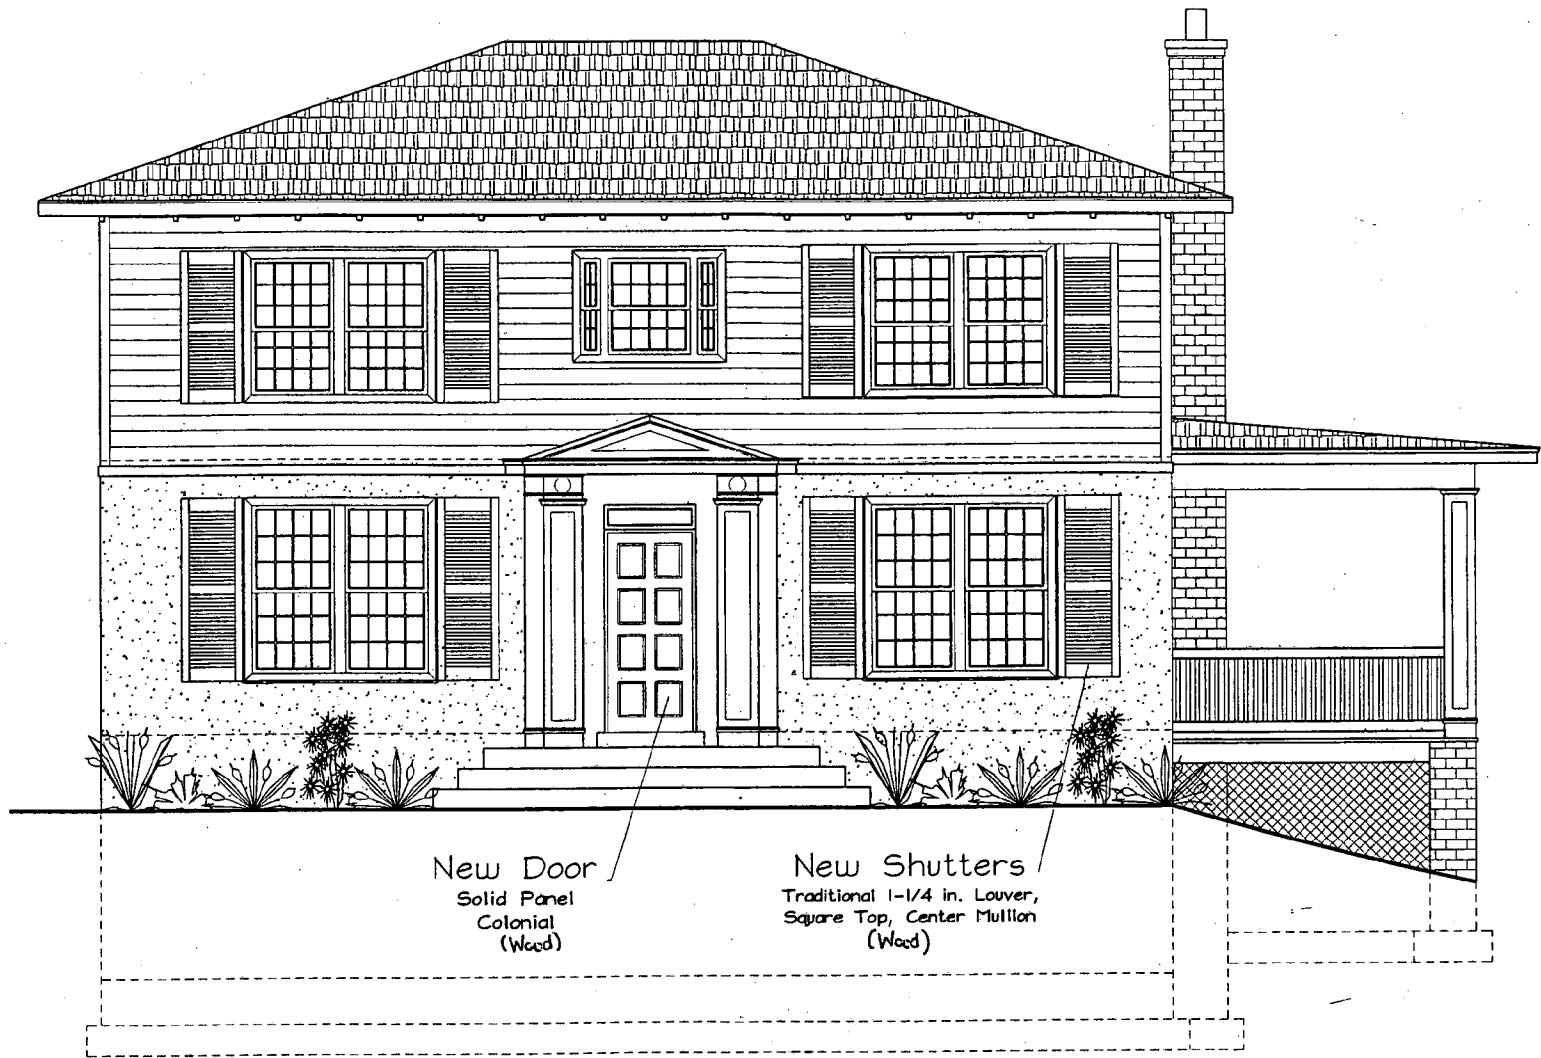 New Door
Solid Panel
Colonial
(Wood)
New Shutters
Traditional 1-1/4 in. Louver,
Square Top, Center Mullion
(Wood)